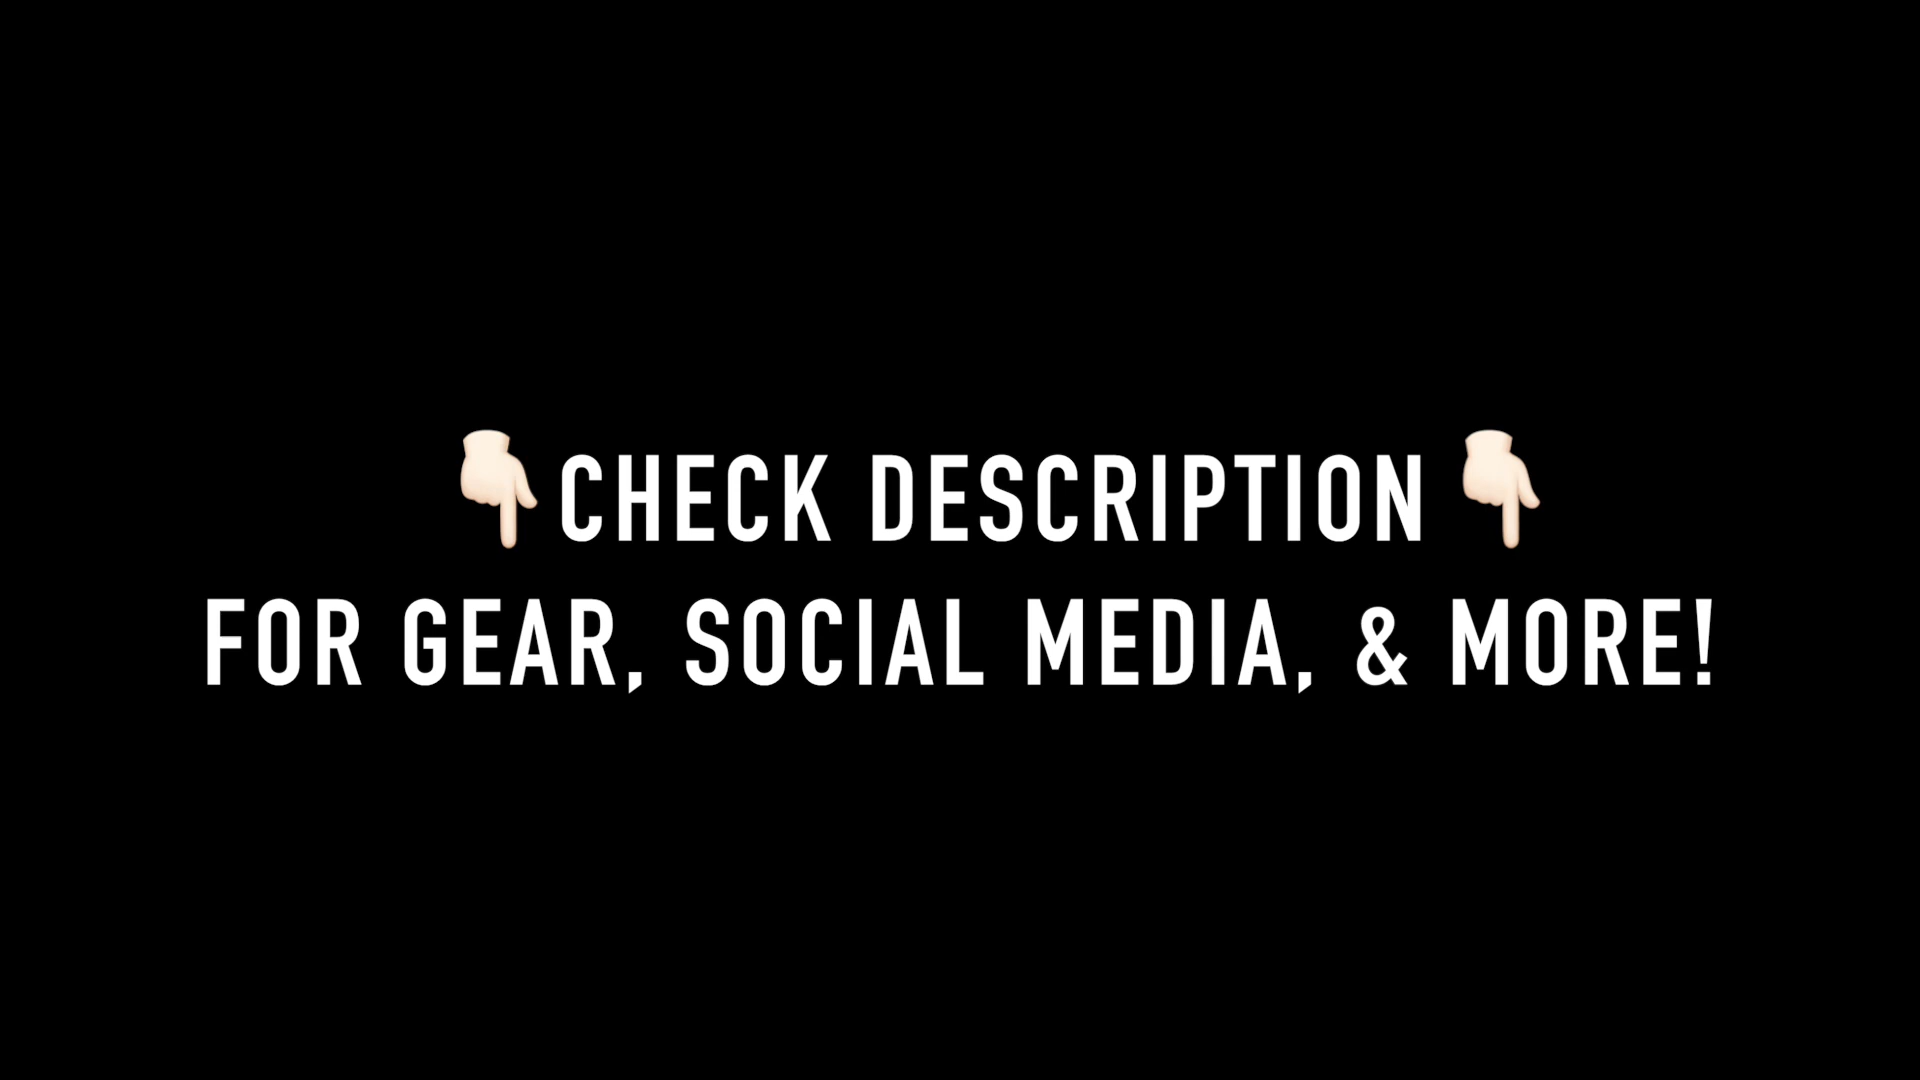 👇🏻CHECK DESCRIPTION👇🏻
FOR GEAR, SOCIAL MEDIA, & MORE!